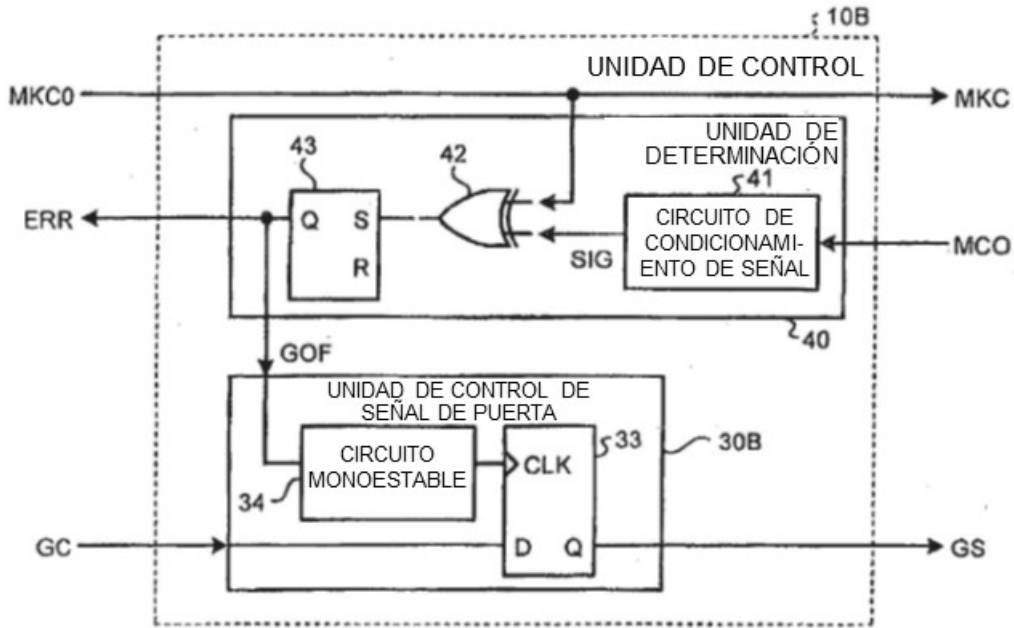 10B
UNIDAD DE CONTROL
MKC0
MKC
UNIDAD DE
DETERMINACIÓN
43
42
41
ERR
Q
S
R
CIRCUITO DE
CONDICIONAMI-
ENTO DE SEÑAL
SIG
MCO
40
GOF
UNIDAD DE CONTROL DE
SEÑAL DE PUERTA
33
30B
CIRCUITO
MONOESTABLE
CLK
34
GC
D
Q
GS